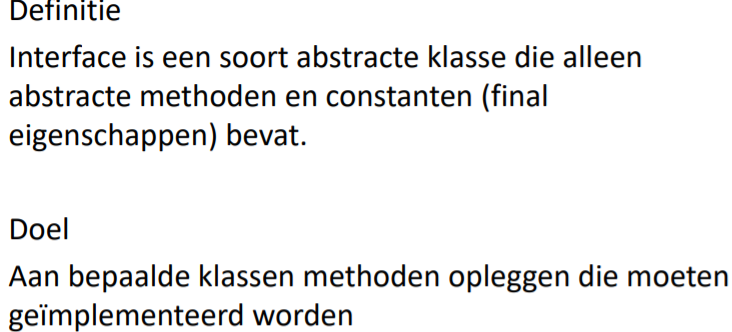 Definitie
Interface is een soort abstracte klasse die alleen
abstracte methoden en constanten (final
eigenschappen) bevat.
Doel
Aan bepaalde klassen methoden opleggen die moeten
geïmplementeerd worden